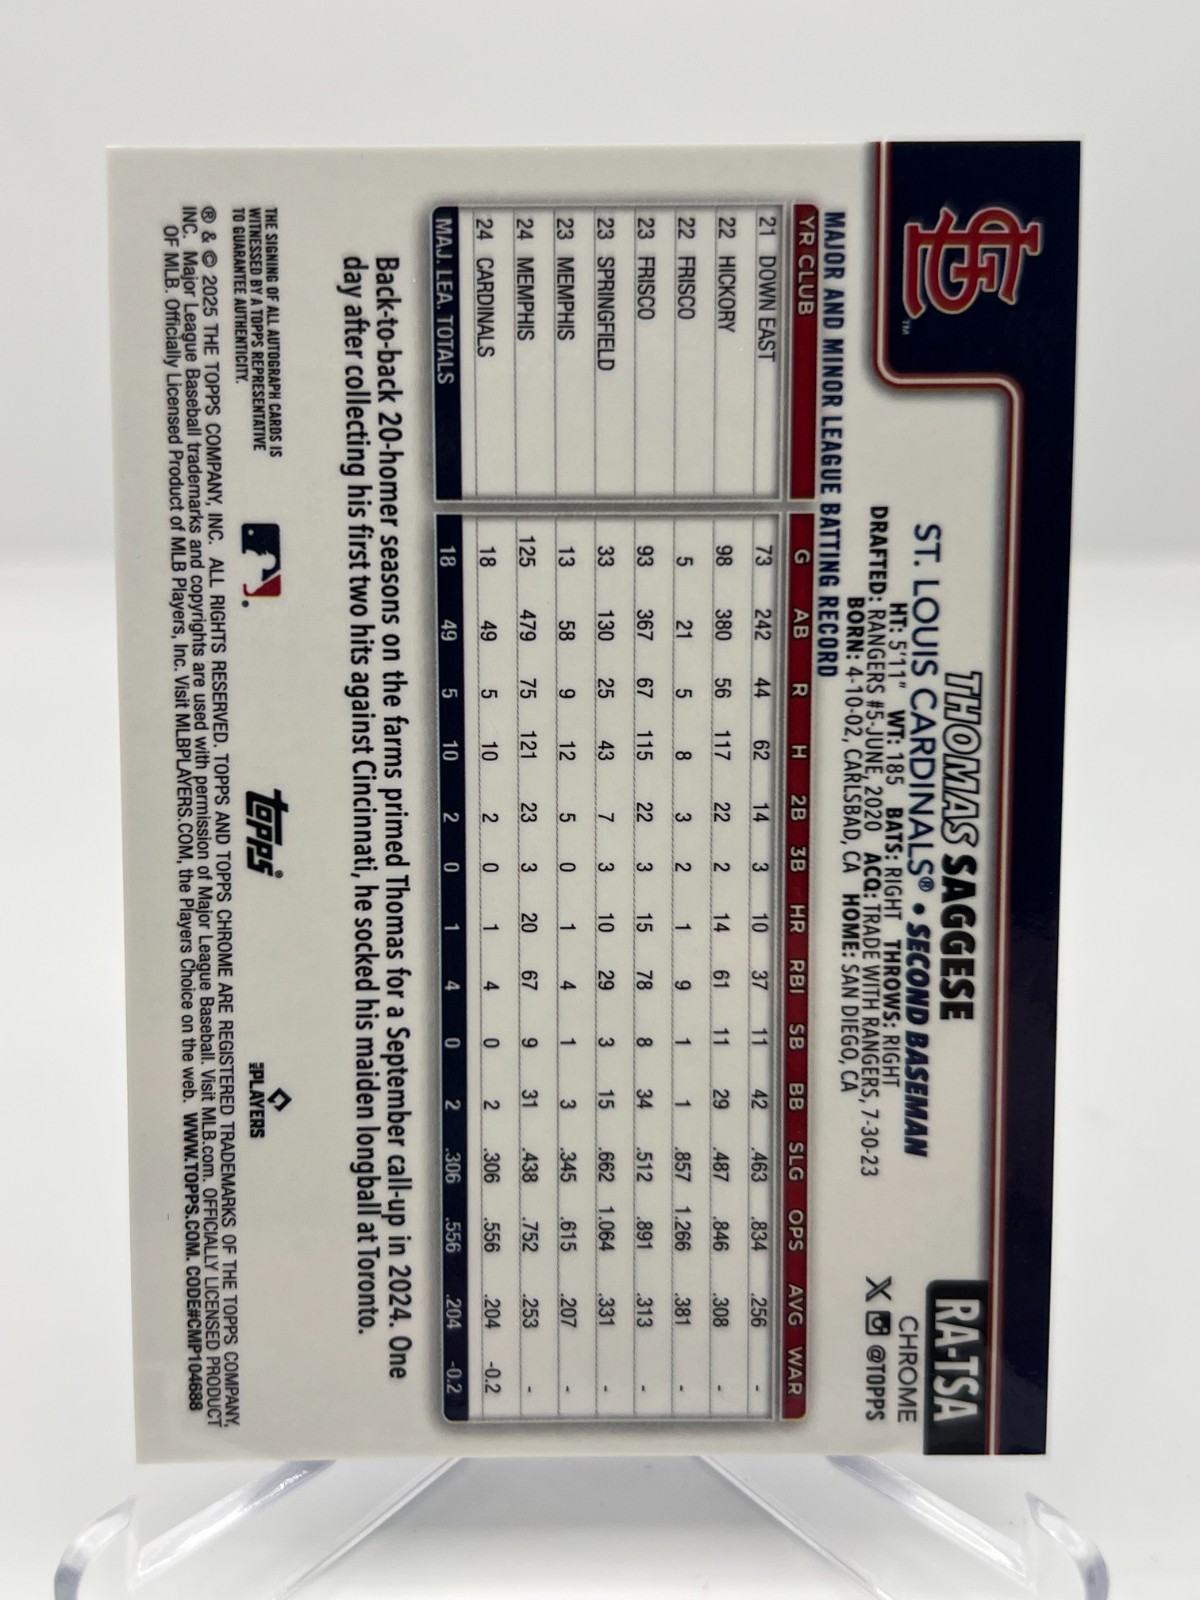 STL™
RA-TSA
THOMAS SAGGESE
CHROME
ST. LOUIS CARDINALS® • SECOND BASEMAN
HT: 5'11" WT: 185 BATS: RIGHT THROWS: RIGHT
DRAFTED: RANGERS #5-JUNE, 2020 ACQ: TRADE WITH RANGERS, 7-30-23
BORN: 4-10-02, CARLSBAD, CA HOME: SAN DIEGO, CA
X @TOPPS
MAJOR AND MINOR LEAGUE BATTING RECORD
YR CLUB G AB R H 2B 3B HR RBI SB BB SLG OPS AVG WAR
21 DOWN EAST 73 242 44 62 14 3 10 37 11 42 .463 .834 .256 -
22 HICKORY 98 380 56 117 22 2 14 61 11 29 .487 .846 .308 -
22 FRISCO 5 21 5 8 3 2 1 9 1 1 .857 1.266 .381 -
23 FRISCO 93 367 67 115 22 3 15 78 8 34 .512 .891 .313 -
23 SPRINGFIELD 33 130 25 43 7 3 10 29 3 15 .662 1.064 .331 -
23 MEMPHIS 13 58 9 12 5 0 1 4 1 3 .345 .615 .207 -
24 MEMPHIS 125 479 75 121 23 3 20 67 9 31 .438 .752 .253 -
24 CARDINALS 18 49 5 10 2 0 1 4 0 2 .306 .556 .204 -0.2
MAJ. LEA. TOTALS 18 49 5 10 2 0 1 4 0 2 .306 .556 .204 -0.2
Back-to-back 20-homer seasons on the farms primed Thomas for a September call-up in 2024. One
day after collecting his first two hits against Cincinnati, he socked his maiden longball at Toronto.
THE SIGNING OF ALL AUTOGRAPH CARDS IS
WITNESSED BY A TOPPS REPRESENTATIVE
TO GUARANTEE AUTHENTICITY.
topps®
MLB PLAYERS
® & © 2025 THE TOPPS COMPANY, INC. ALL RIGHTS RESERVED. TOPPS AND TOPPS CHROME ARE REGISTERED TRADEMARKS OF THE TOPPS COMPANY,
INC. Major League Baseball trademarks and copyrights are used with permission of Major League Baseball. Visit MLB.com. OFFICIALLY LICENSED PRODUCT
OF MLB. Officially Licensed Product of MLB Players, Inc. Visit MLBPLAYERS.COM, the Players Choice on the web. WWW.TOPPS.COM. CODE#CMP104688